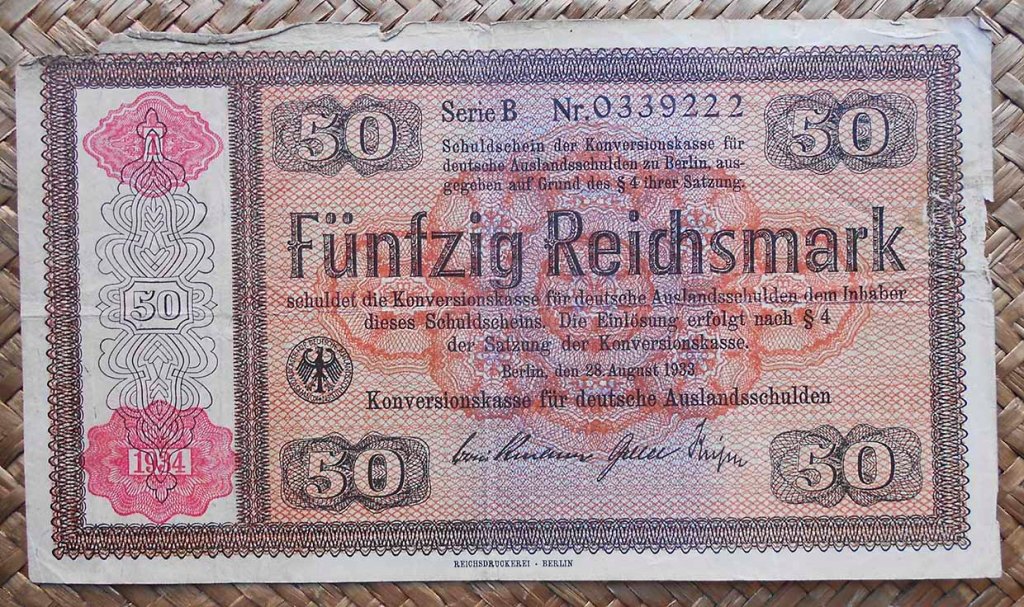 50
Serie B Nr.0339222
50
Schuldschein der Konversionskasse für
deutsche Auslandsschulden zu Berlin, aus-
gegeben auf Grund des § 4 ihrer Satzung.
Fünfzig Reichsmark
schuldet die Konversionskasse für deutsche Auslandsschulden dem Inhaber
dieses Schuldscheins. Die Einlösung erfolgt nach § 4
der Satzung der Konversionskasse.
Berlin, den 28. August 1933
Konversionskasse für deutsche Auslandsschulden
50
50
50
1934
REICHSDRUCKEREI - BERLIN